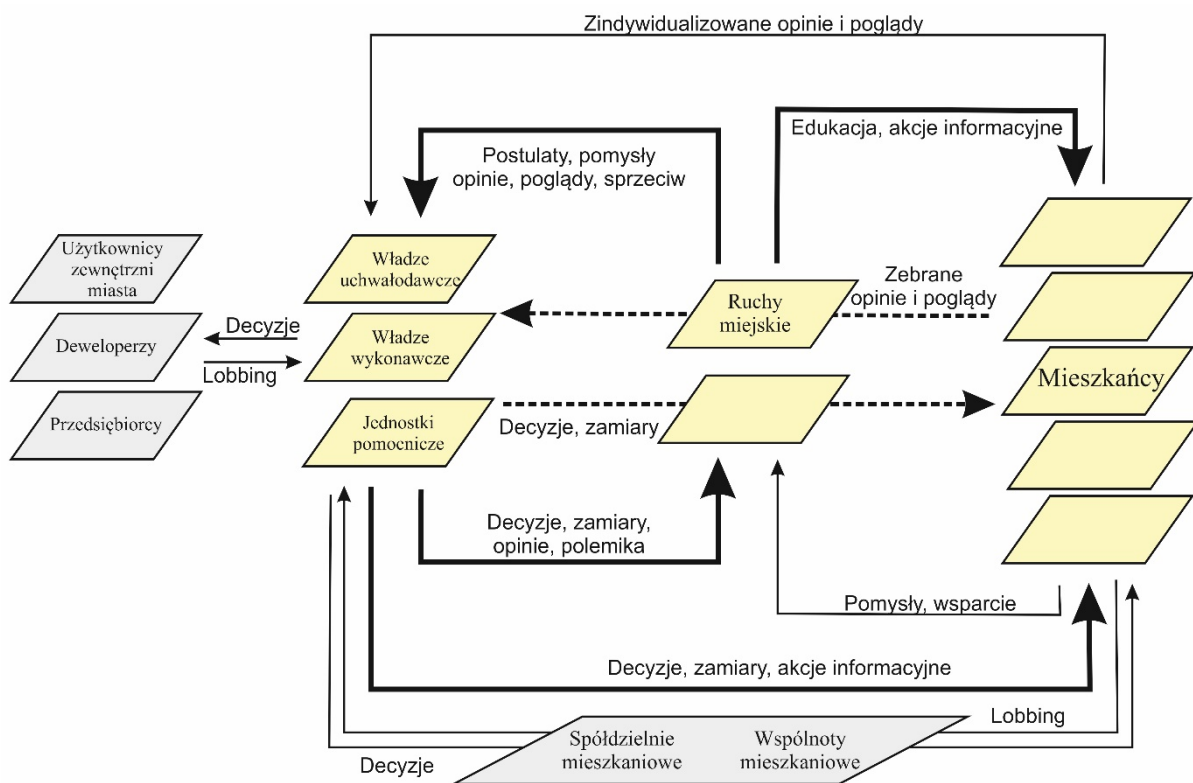 Zindywidualizowane opinie i poglądy
Edukacja, akcje informacyjne
Postulaty, pomysły
opinie, poglądy, sprzeciw
Użytkownicy
zewnętrzni
miasta
Władze
uchwałodawcze
Ruchy
miejskie
Zebrane
opinie i poglądy
Decyzje
Deweloperzy
Lobbing
Władze
wykonawcze
Mieszkańcy
Przedsiębiorcy
Jednostki
pomocnicze
Decyzje, zamiary
Decyzje, zamiary,
opinie, polemika
Pomysły, wsparcie
Decyzje, zamiary, akcje informacyjne
Lobbing
Spółdzielnie
mieszkaniowe
Wspólnoty
mieszkaniowe
Decyzje